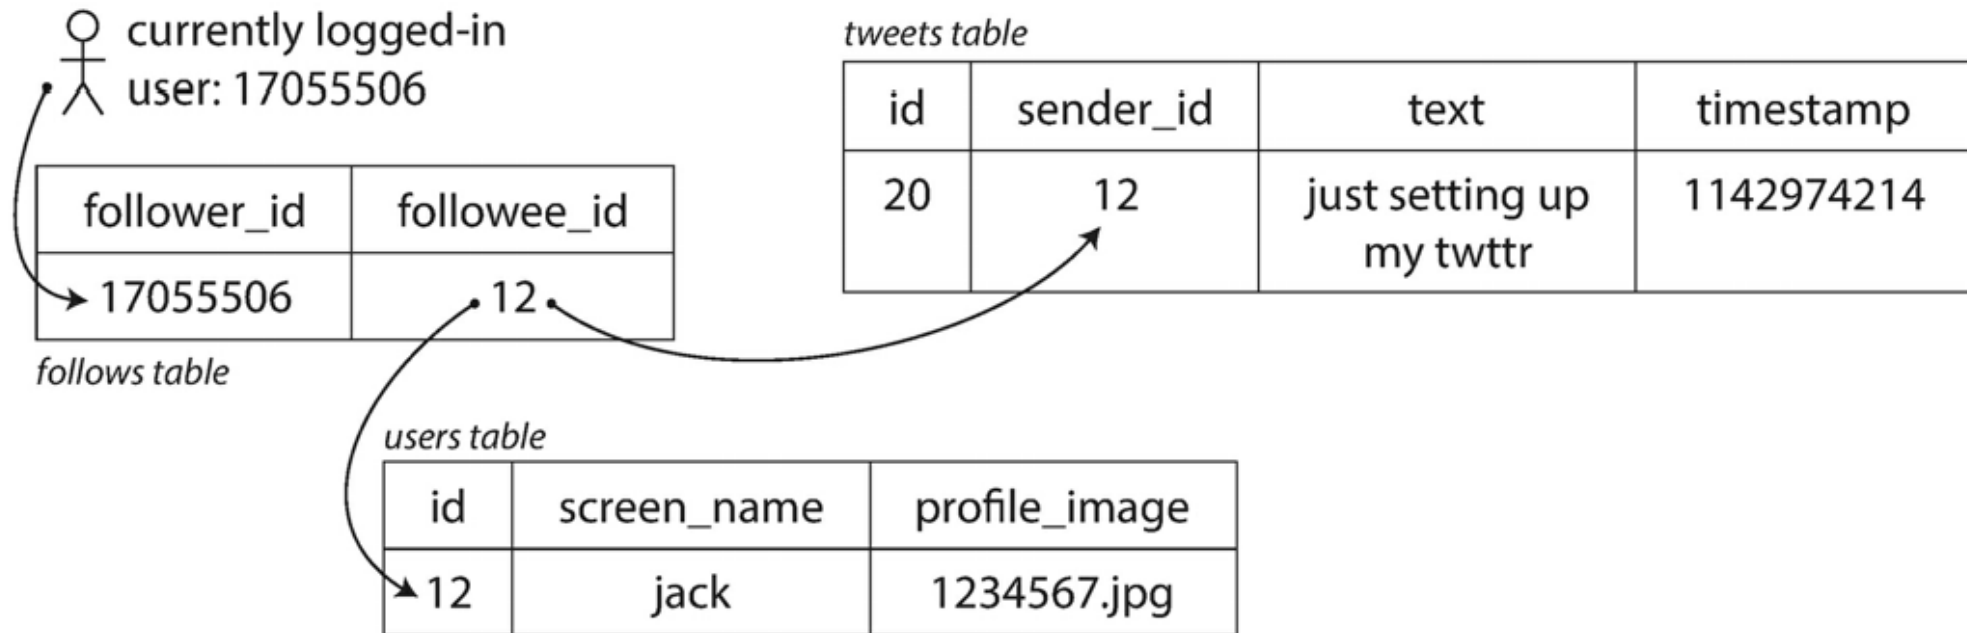 currently logged-in
user: 17055506
follower_id followee_id
17055506 12
follows table
tweets table
id sender_id text timestamp
20 12 just setting up 1142974214
my twttr
users table
id screen_name profile_image
12 jack 1234567.jpg